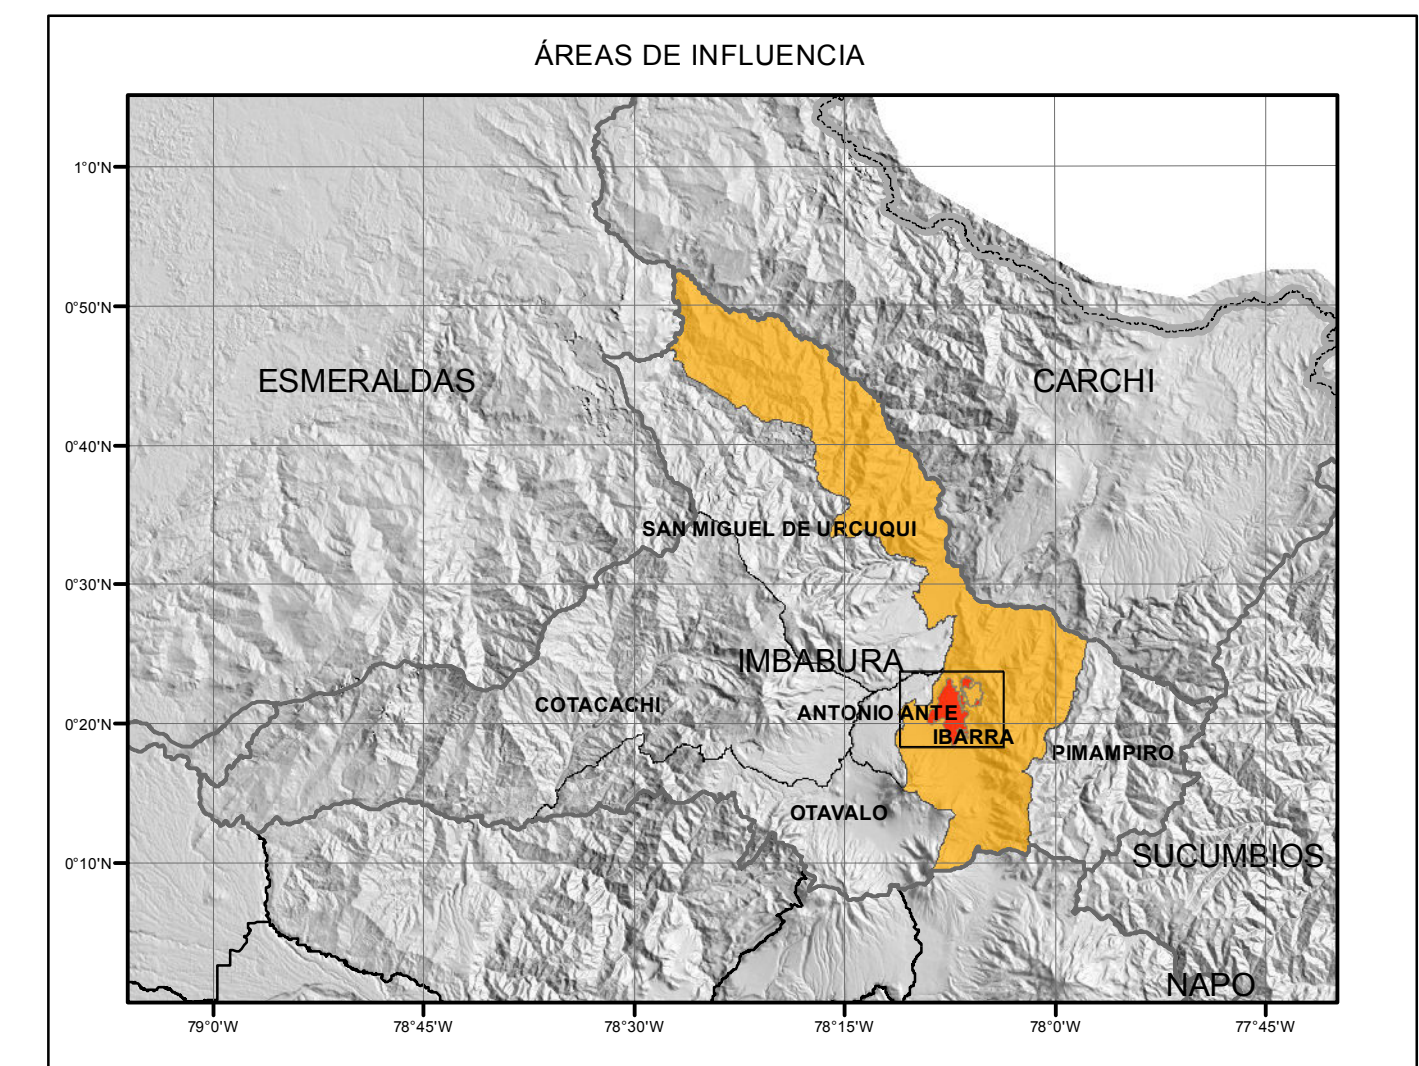 ÁREAS DE INFLUENCIA
1°0'N
0°50'N
ESMERALDAS
CARCHI
0°40'N
SAN MIGUEL DE URCUQUI
0°30'N
IMBABURA
COTACACHI
ANTONIO ANTE
0°20'N
IBARRA
PIMAMPIRO
OTAVALO
SUCUMBIOS
0°10'N
NAPO
79°0'W
78°45'W
78°30'W
78°15'W
78°0'W
77°45'W